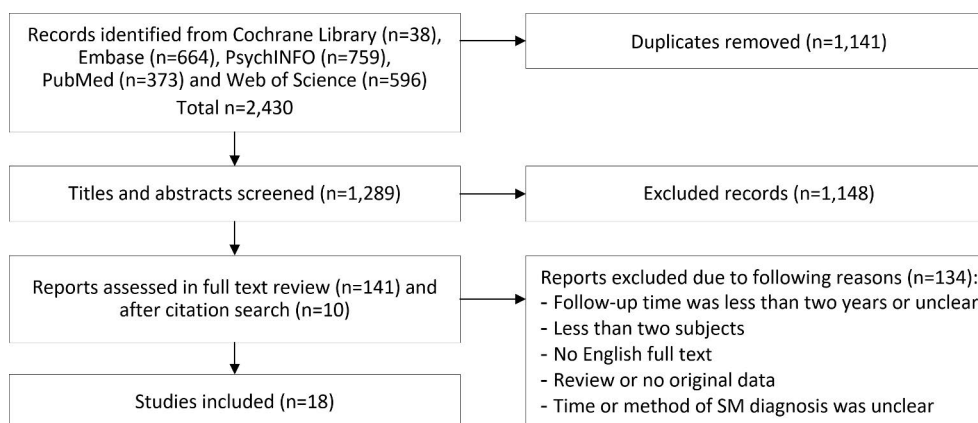 Records identified from Cochrane Library (n=38),
Embase (n=664), PsychINFO (n=759),
PubMed (n=373) and Web of Science (n=596)
Total n=2,430
Duplicates removed (n=1,141)
Titles and abstracts screened (n=1,289)
Excluded records (n=1,148)
Reports assessed in full text review (n=141) and
after citation search (n=10)
Reports excluded due to following reasons (n=134):
- Follow-up time was less than two years or unclear
- Less than two subjects
- No English full text
- Review or no original data
- Time or method of SM diagnosis was unclear
Studies included (n=18)